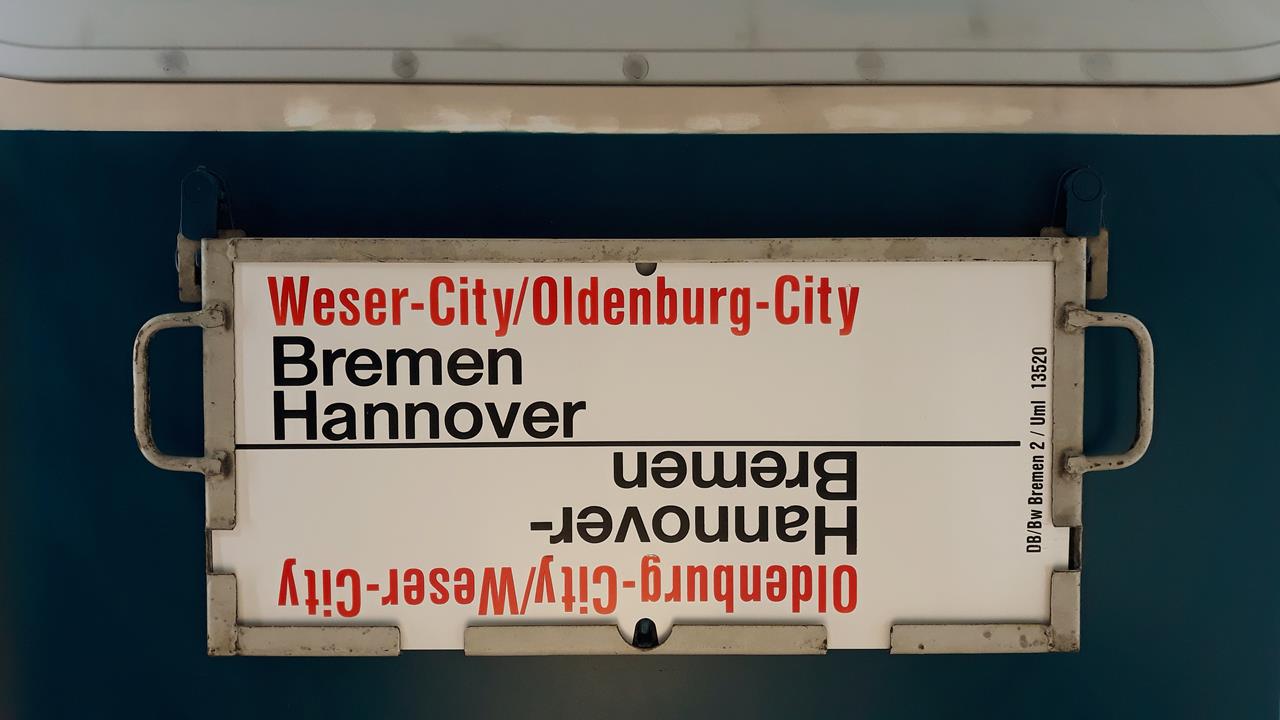 Weser-City/Oldenburg-City
Bremen
Hannover
Oldenburg-City/Weser-City
Hannover-
Bremen
DB/Bw Bremen 2 / Uml 13520